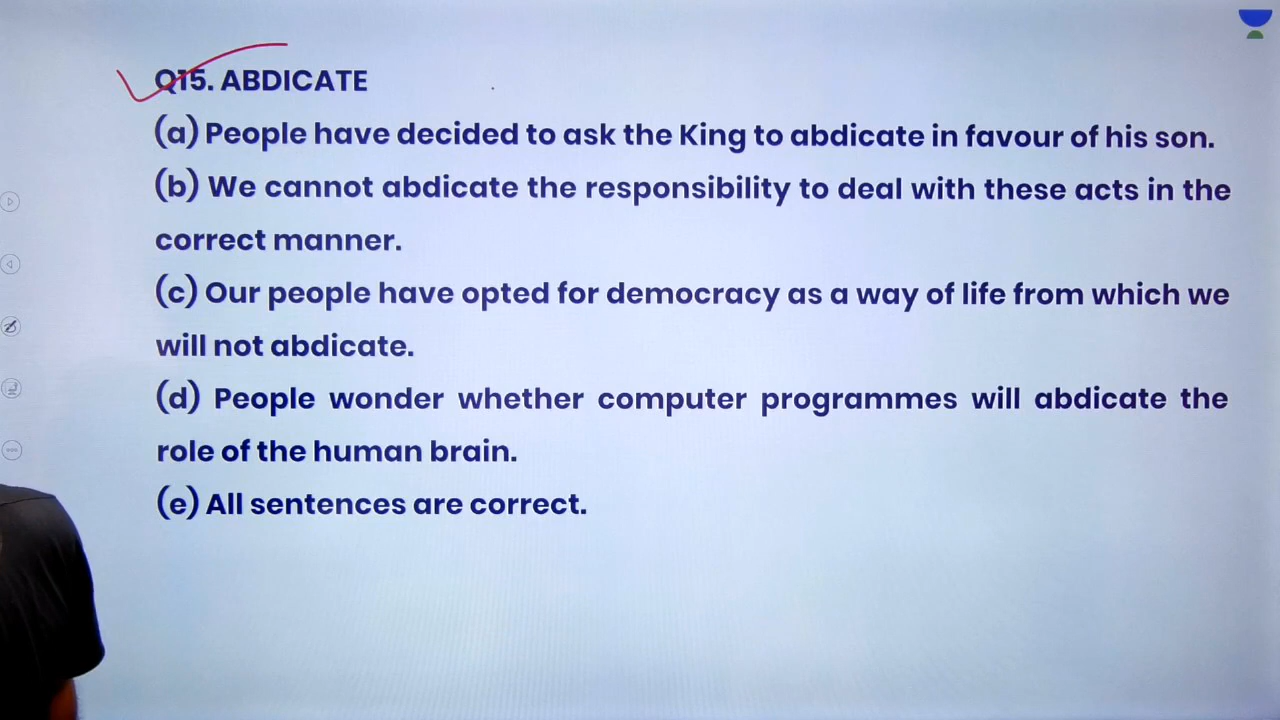 Q15. ABDICATE
(a) People have decided to ask the King to abdicate in favour of his son.
(b) We cannot abdicate the responsibility to deal with these acts in the
correct manner.
(c) Our people have opted for democracy as a way of life from which we
will not abdicate.
(d) People wonder whether computer programmes will abdicate the
role of the human brain.
(e) All sentences are correct.